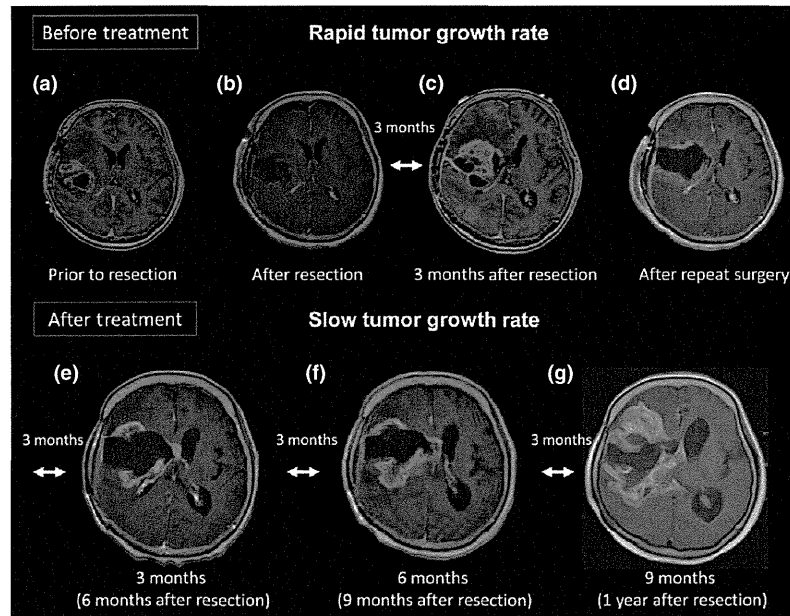 Before treatment
Rapid tumor growth rate
(a)
(b)
(c)
(d)
3 months
Prior to resection
After resection
3 months after resection
After repeat surgery
After treatment
Slow tumor growth rate
(e)
(f)
(g)
3 months
3 months
3 months
3 months
(6 months after resection)
6 months
(9 months after resection)
9 months
(1 year after resection)